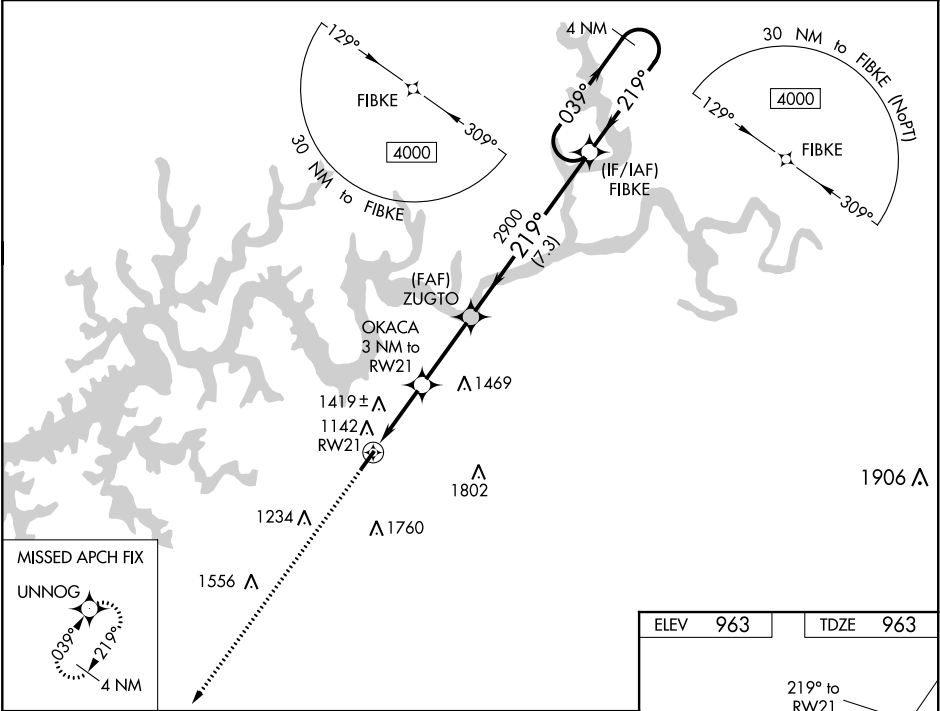 129°
FIBKE
309°
4000
30 NM to FIBKE
4 NM
039°
219°
(IF/IAF)
FIBKE
30 NM to FIBKE (NoPT)
4000
129°
FIBKE
309°
2900
219°
(7.3)
(FAF)
ZUGTO
OKACA
3 NM to
RW21
1469
1419±
1142
RW21
1802
1906
1234
1760
1556
MISSED APCH FIX
UNNOG
039°
219°
4 NM
ELEV 963
TDZE 963
219° to
RW21